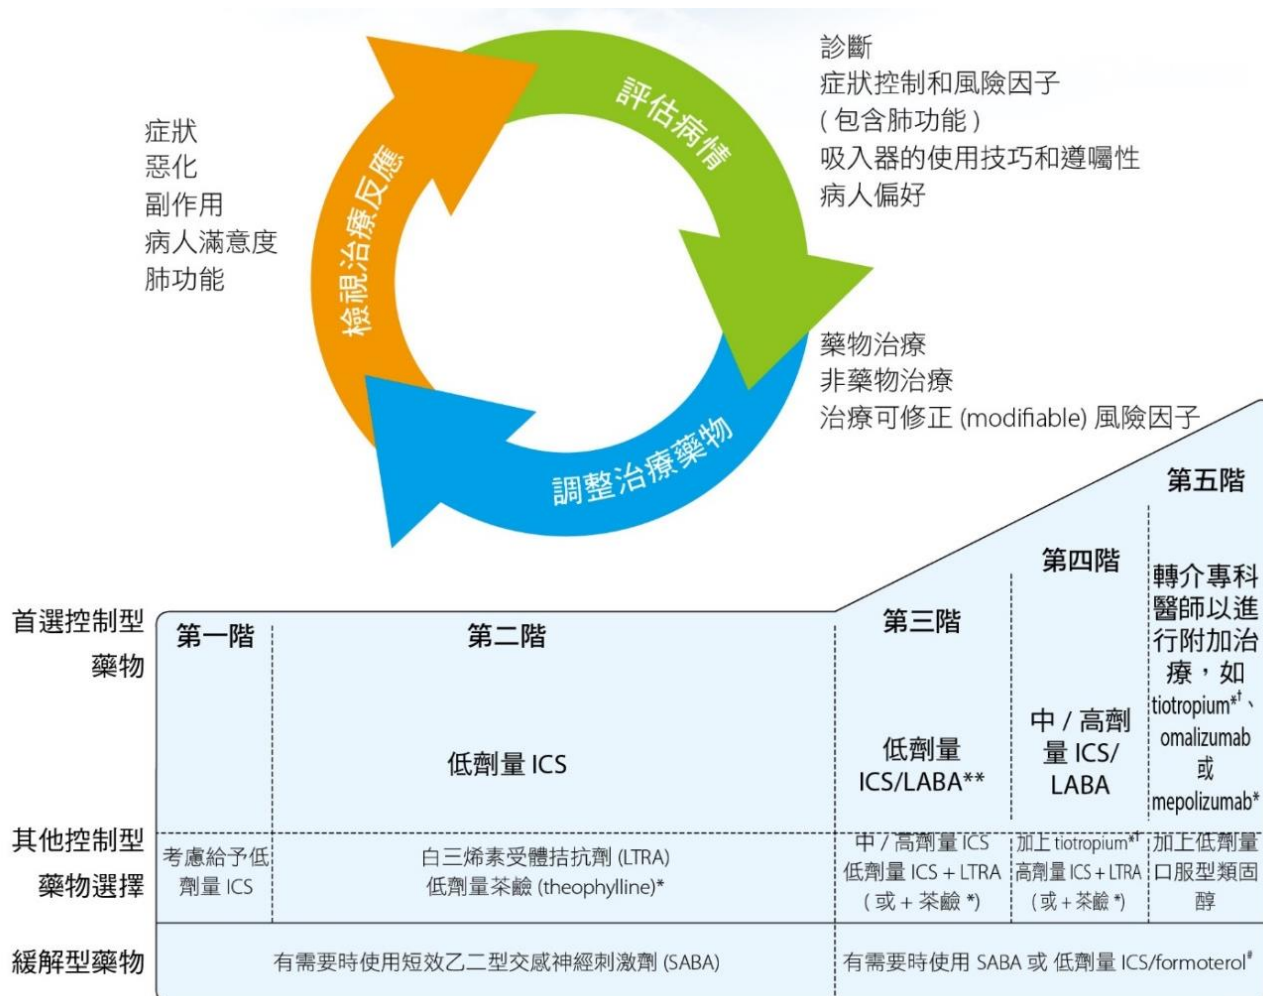 評估病情
診斷
症狀控制和風險因子
( 包含肺功能 )
吸入器的使用技巧和遵囑性
病人偏好
調整治療藥物
藥物治療
非藥物治療
治療可修正 (modifiable) 風險因子
檢視治療反應
症狀
惡化
副作用
病人滿意度
肺功能
首選控制型
藥物
第一階
第二階
低劑量 ICS
第三階
低劑量
ICS/LABA**
第四階
中 / 高劑
量 ICS/
LABA
第五階
轉介專科
醫師以進
行附加治
療，如
tiotropium*†、
omalizumab
或
mepolizumab*
其他控制型
藥物選擇
考慮給予低
劑量 ICS
白三烯素受體拮抗劑 (LTRA)
低劑量茶鹼 (theophylline)*
中 / 高劑量 ICS
低劑量 ICS + LTRA
( 或 + 茶鹼 *)
加上 tiotropium*†
高劑量 ICS + LTRA
( 或 + 茶鹼 *)
加上低劑量
口服型類固
醇
緩解型藥物
有需要時使用短效乙二型交感神經刺激劑 (SABA)
有需要時使用 SABA 或 低劑量 ICS/formoterol#